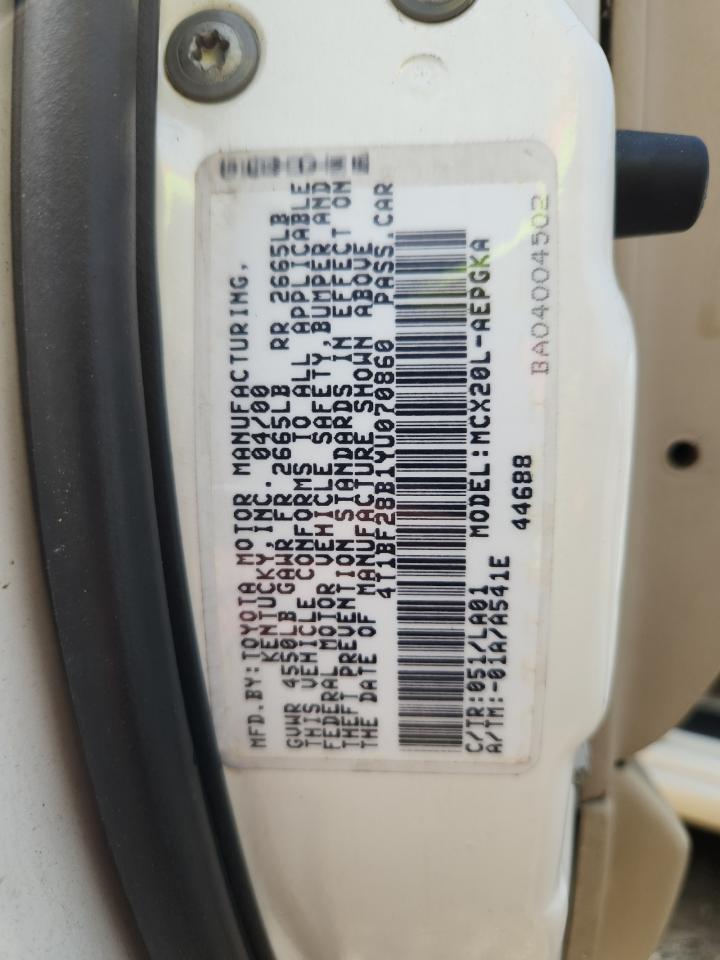 MFD.BY:TOYOTA MOTOR MANUFACTURING,
KENTUCKY,INC. 04/00
GVWR 4550LB GAWR FR 2665LB RR 2665LB
THIS VEHICLE CONFORMS TO ALL APPLICABLE
FEDERAL MOTOR VEHICLE SAFETY,BUMPER AND
THEFT PREVENTION STANDARDS IN EFFECT ON
THE DATE OF MANUFACTURE SHOWN ABOVE
4T1BF28B1YU070860 PASS.CAR
C/TR:051/LA01 MODEL:MCX20L-AEPGKA
A/TM:-01A/A541E 44688
BA04004502